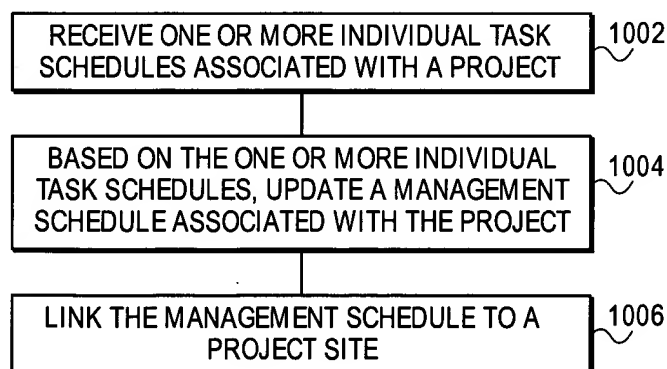 RECEIVE ONE OR MORE INDIVIDUAL TASK
SCHEDULES ASSOCIATED WITH A PROJECT
1002
BASED ON THE ONE OR MORE INDIVIDUAL
TASK SCHEDULES, UPDATE A MANAGEMENT
SCHEDULE ASSOCIATED WITH THE PROJECT
1004
LINK THE MANAGEMENT SCHEDULE TO A
PROJECT SITE
1006